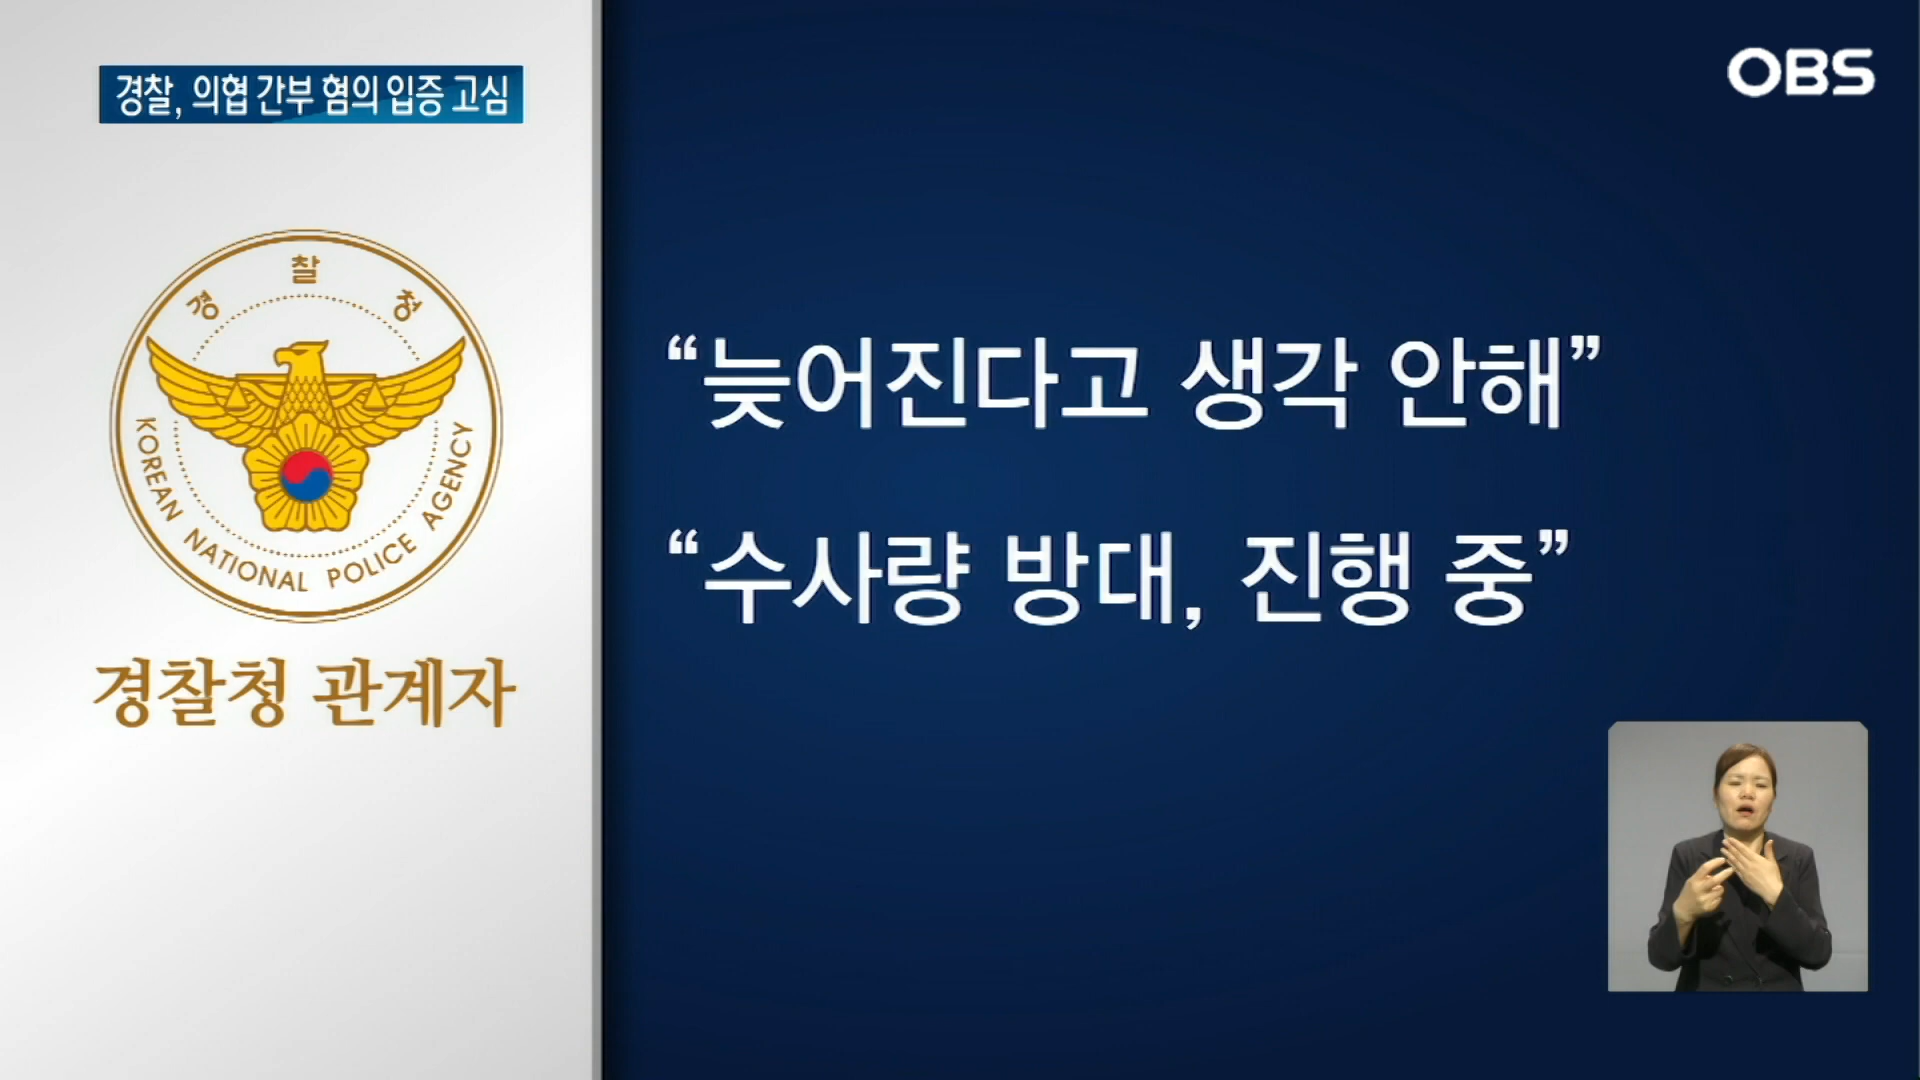 경찰, 의협 간부 혐의 입증 고심
OBS
경찰청
KOREAN NATIONAL POLICE AGENCY
경찰청 관계자
“늦어진다고 생각 안해”
“수사량 방대, 진행 중”